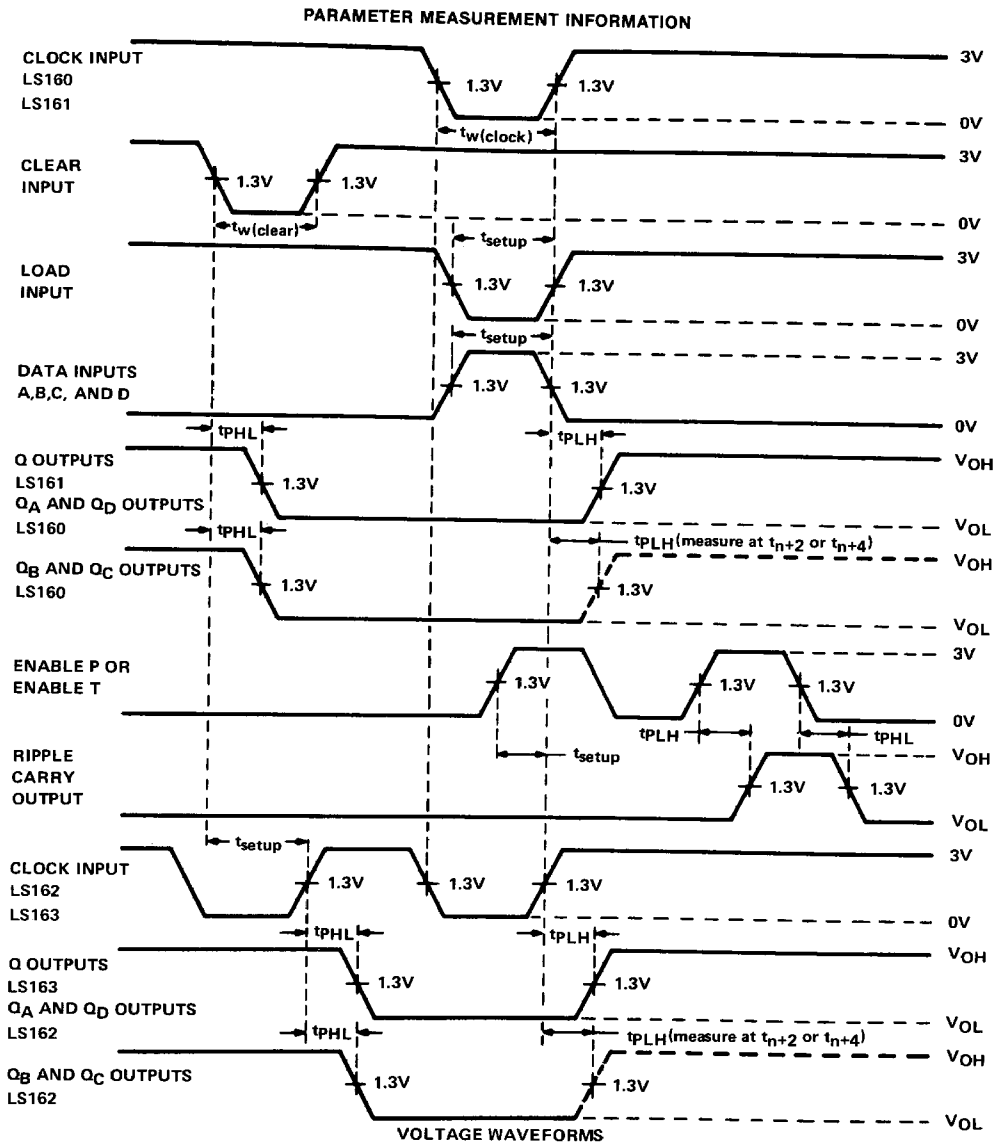 PARAMETER MEASUREMENT INFORMATION
CLOCK INPUT
LS160
LS161
1.3V
1.3V
3V
0V
tw(clock)
CLEAR
INPUT
1.3V
1.3V
3V
0V
tw(clear)
tsetup
LOAD
INPUT
1.3V
1.3V
3V
0V
tsetup
DATA INPUTS
A,B,C, AND D
1.3V
1.3V
3V
0V
tPHL
tPLH
Q OUTPUTS
LS161
QA AND QD OUTPUTS
LS160
1.3V
1.3V
VOH
VOL
tPHL
tPLH(measure at tn+2 or tn+4)
QB AND QC OUTPUTS
LS160
1.3V
1.3V
VOH
VOL
ENABLE P OR
ENABLE T
1.3V
1.3V
1.3V
3V
0V
tsetup
tPLH
tPHL
RIPPLE
CARRY
OUTPUT
1.3V
1.3V
VOH
VOL
tsetup
CLOCK INPUT
LS162
LS163
1.3V
1.3V
1.3V
3V
0V
tPHL
tPLH
Q OUTPUTS
LS163
QA AND QD OUTPUTS
LS162
1.3V
1.3V
VOH
VOL
tPHL
tPLH(measure at tn+2 or tn+4)
QB AND QC OUTPUTS
LS162
1.3V
1.3V
VOH
VOL
VOLTAGE WAVEFORMS